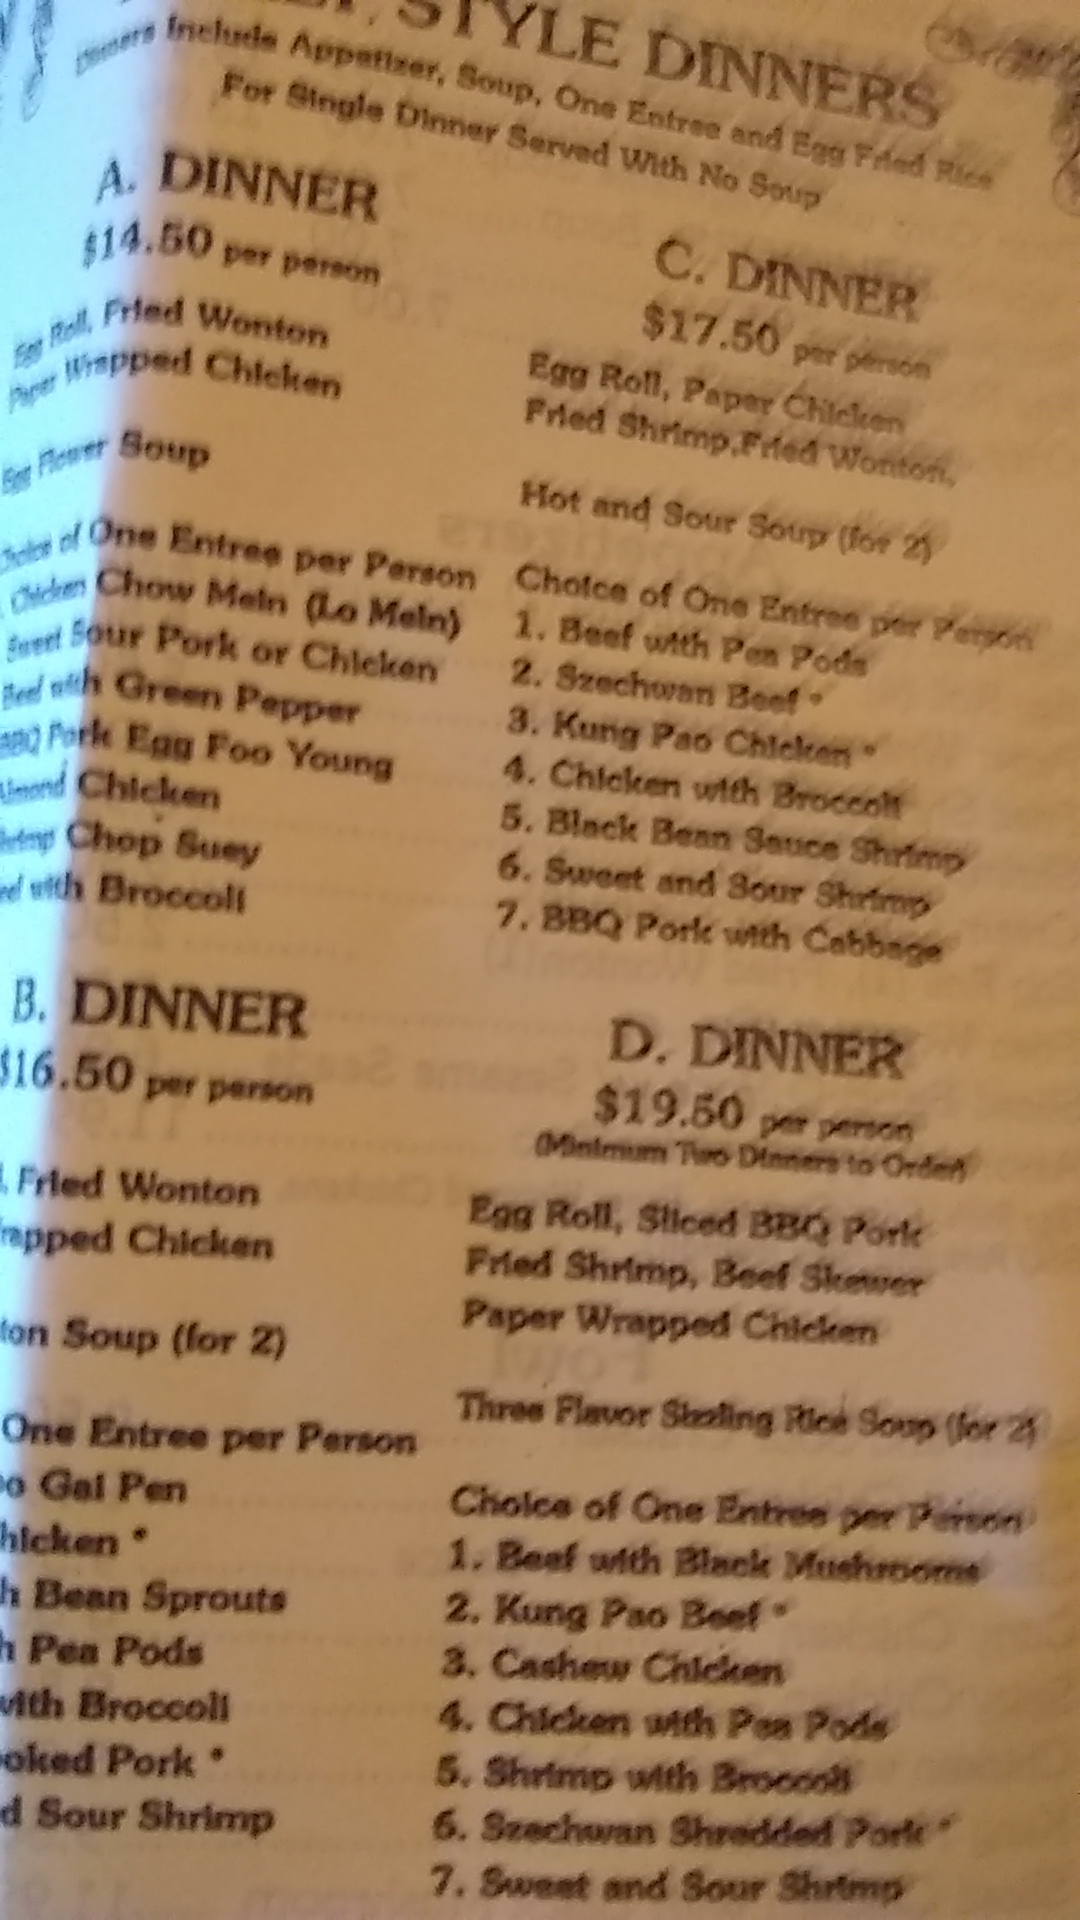 STYLE DINNERS
Dinners Include Appetizer, Soup, One Entree and Egg Fried Rice
For Single Dinner Served With No Soup
A. DINNER
$14.50 per person
Egg Roll, Fried Wonton
Paper Wrapped Chicken
Egg Flower Soup
Choice of One Entree per Person
Chicken Chow Mein (Lo Mein)
Sweet Sour Pork or Chicken
Beef with Green Pepper
BBQ Pork Egg Foo Young
Almond Chicken
Shrimp Chop Suey
with Broccoli
B. DINNER
$16.50 per person
Fried Wonton
rapped Chicken
ton Soup (for 2)
One Entree per Person
oo Gai Pen
hicken *
h Bean Sprouts
h Pea Pods
with Broccoli
ooked Pork *
d Sour Shrimp
C. DINNER
$17.50 per person
Egg Roll, Paper Chicken
Fried Shrimp,Fried Wonton,
Hot and Sour Soup (for 2)
Choice of One Entree per Person
1. Beef with Pea Pods
2. Szechwan Beef *
3. Kung Pao Chicken *
4. Chicken with Broccoli
5. Black Bean Sauce Shrimp
6. Sweet and Sour Shrimp
7. BBQ Pork with Cabbage
D. DINNER
$19.50 per person
(Minimum Two Dinners to Order)
Egg Roll, Sliced BBQ Pork
Fried Shrimp, Beef Skewer
Paper Wrapped Chicken
Three Flavor Sizzling Rice Soup (for 2)
Choice of One Entree per Person
1. Beef with Black Mushrooms
2. Kung Pao Beef *
3. Cashew Chicken
4. Chicken with Pea Pods
5. Shrimp with Broccoli
6. Szechwan Shredded Pork *
7. Sweet and Sour Shrimp